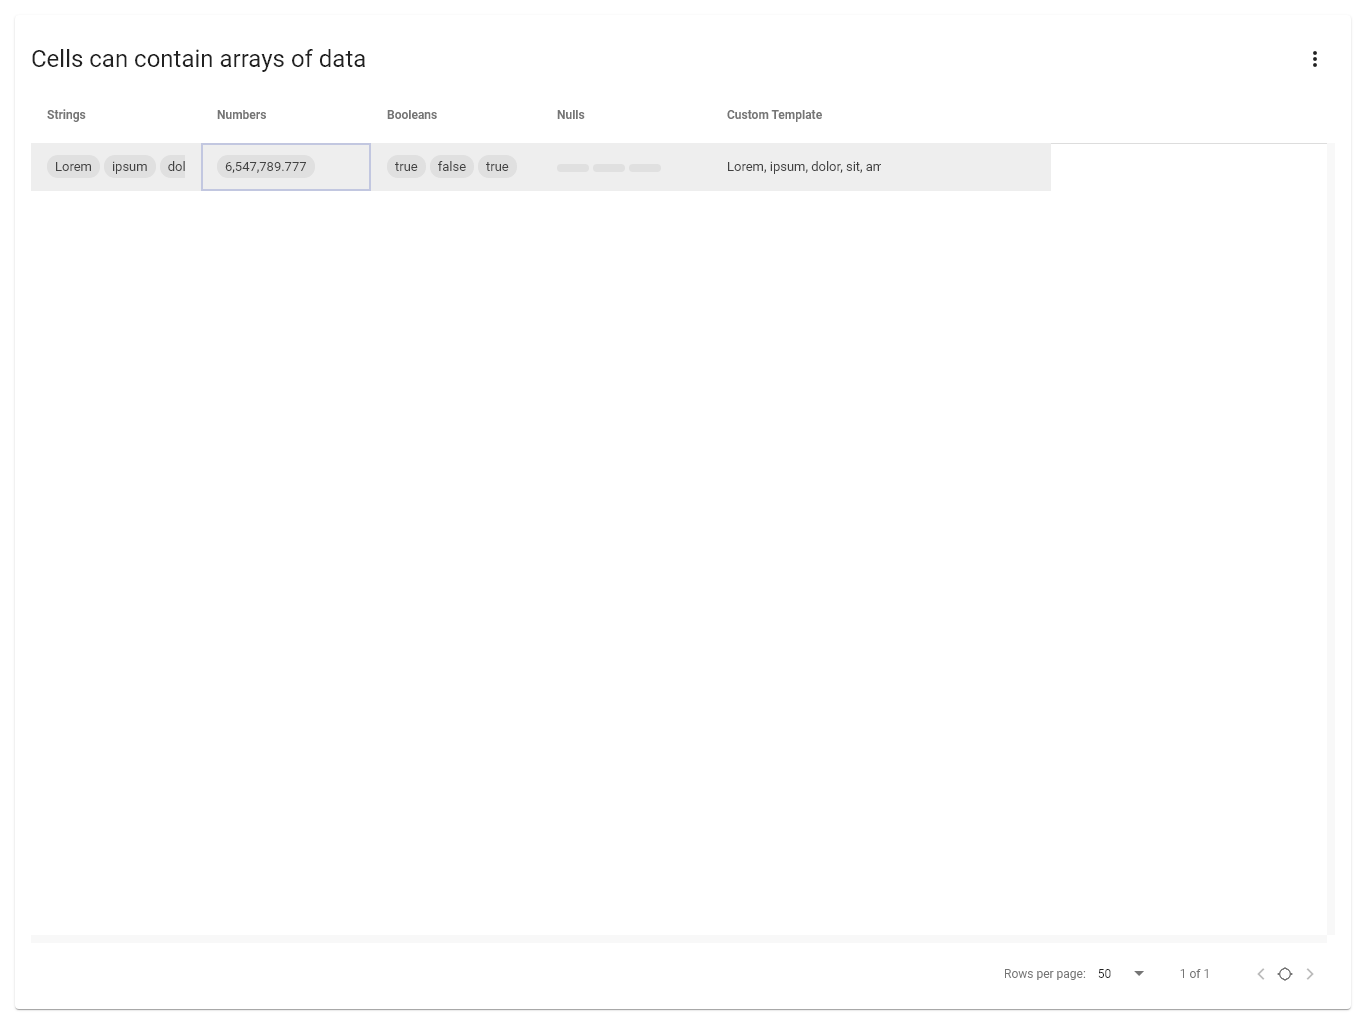 Cells can contain arrays of data
Strings Numbers Booleans Nulls Custom Template
Lorem ipsum dol 6,547,789.777 true false true Lorem, ipsum, dolor, sit, am
Rows per page: 50 1 of 1